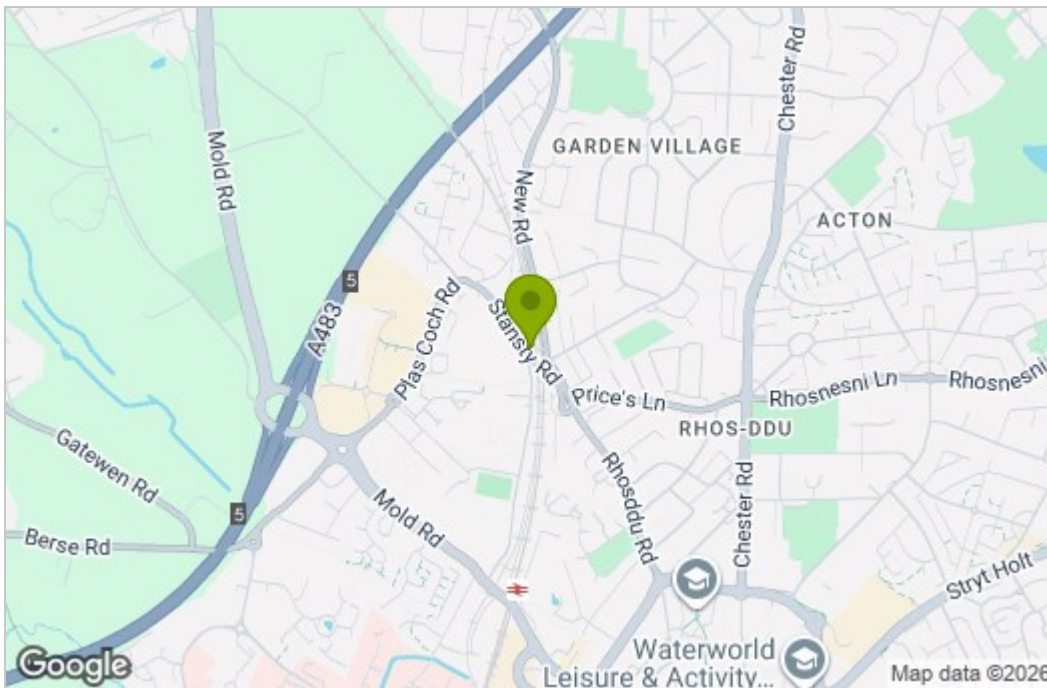 Mold Rd
New Rd
GARDEN VILLAGE
Chester Rd
ACTON
5
A483
Plas Coch Rd
Stansty Rd
Price's Ln
Rhosnesni Ln
Rhosnesni
RHOS-DDU
Gatewen Rd
Berse Rd
5
Mold Rd
Rhosddu Rd
Chester Rd
Stryt Holt
Waterworld
Leisure & Activity...
Google
Map data ©2026